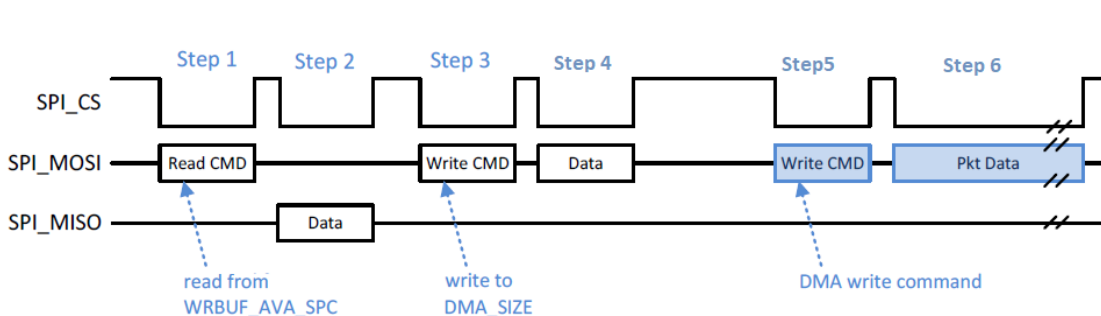 Step 1 Step 2 Step 3 Step 4 Step5 Step 6
SPI_CS
SPI_MOSI Read CMD Write CMD Data Write CMD Pkt Data
SPI_MISO Data
read from write to DMA write command
WRBUF_AVA_SPC DMA_SIZE